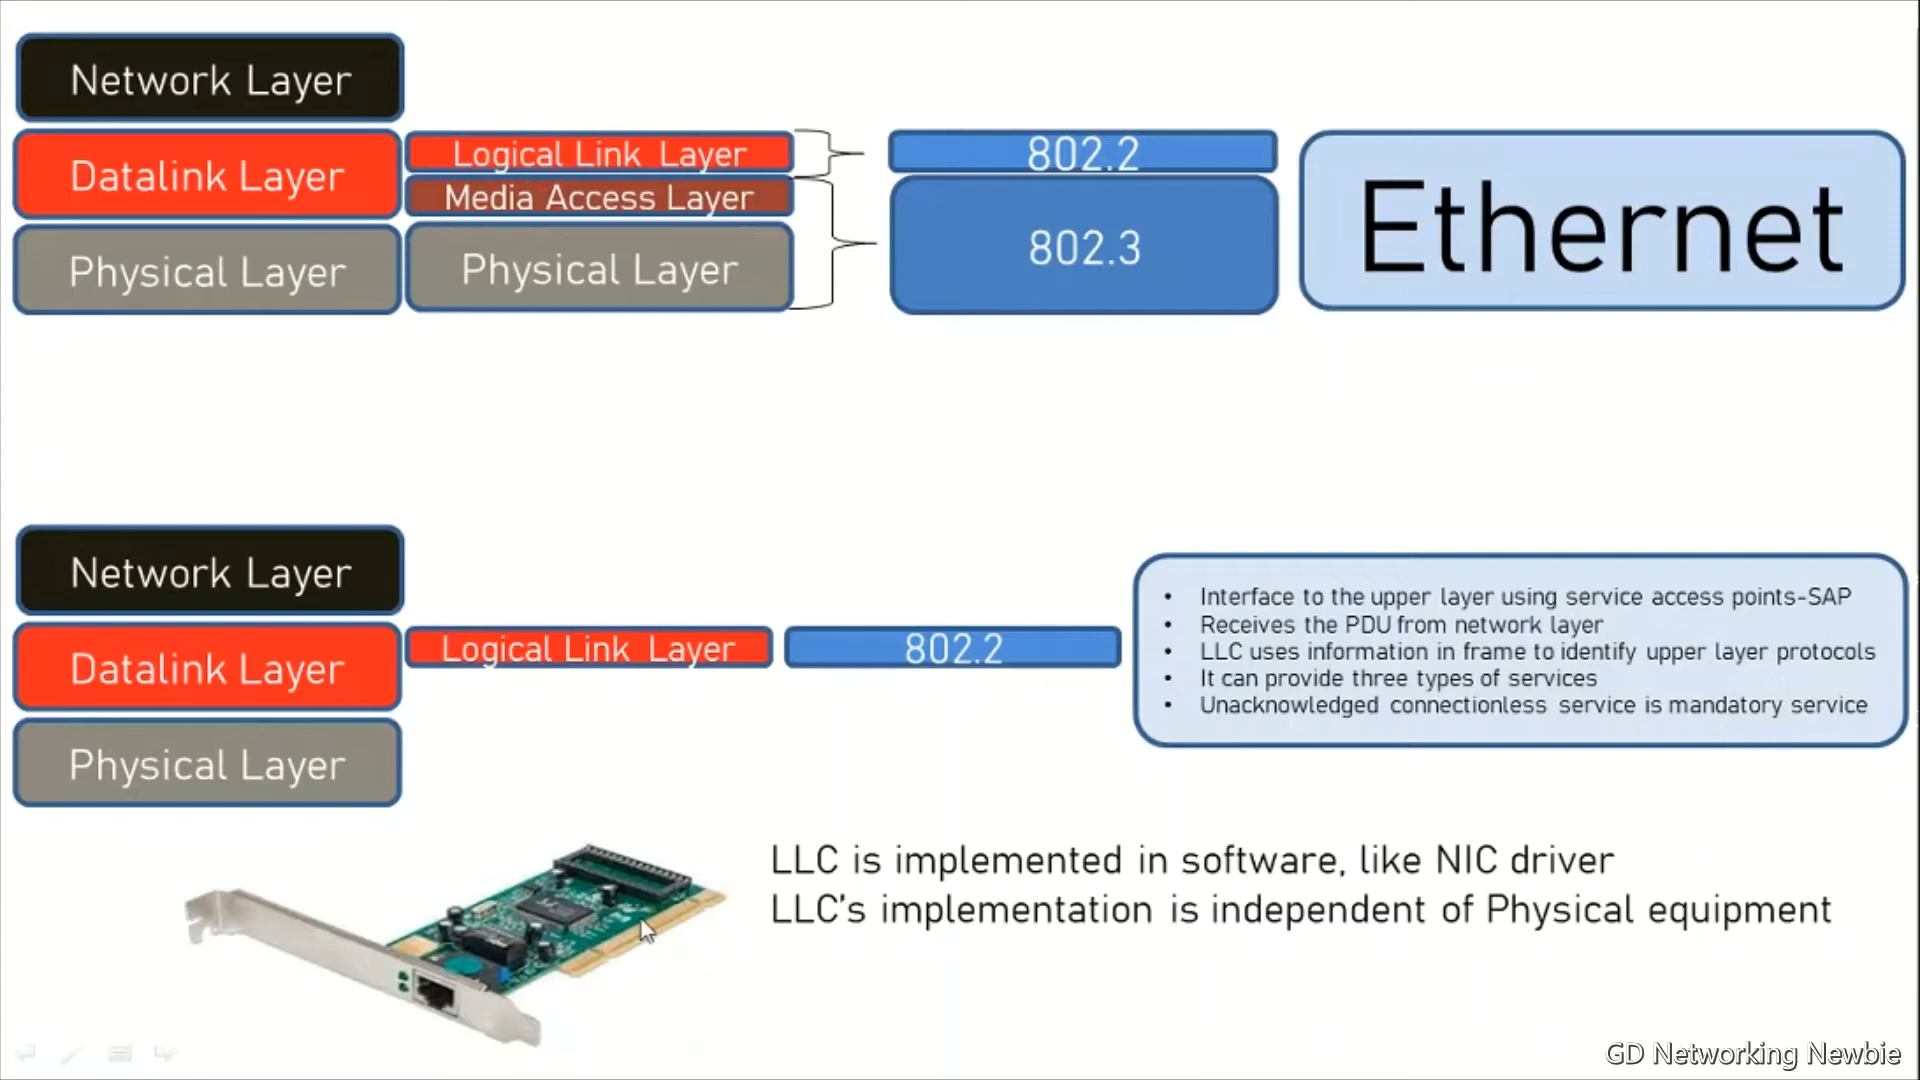 Network Layer
Datalink Layer
Logical Link Layer
802.2
Media Access Layer
Ethernet
Physical Layer
Physical Layer
802.3
Network Layer
Datalink Layer
Logical Link Layer
802.2
Physical Layer
• Interface to the upper layer using service access points-SAP
• Receives the PDU from network layer
• LLC uses information in frame to identify upper layer protocols
• It can provide three types of services
• Unacknowledged connectionless service is mandatory service
LLC is implemented in software, like NIC driver
LLC's implementation is independent of Physical equipment
GD Networking Newbie